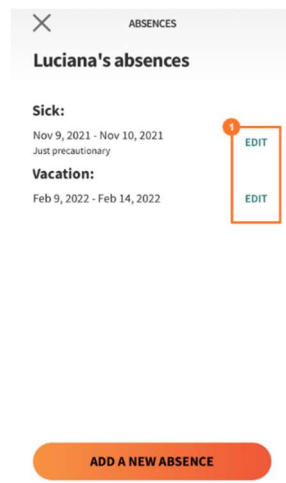 ABSENCES
Luciana's absences
Sick:
Nov 9, 2021 - Nov 10, 2021
Just precautionary
1
EDIT
Vacation:
Feb 9, 2022 - Feb 14, 2022
EDIT
ADD A NEW ABSENCE